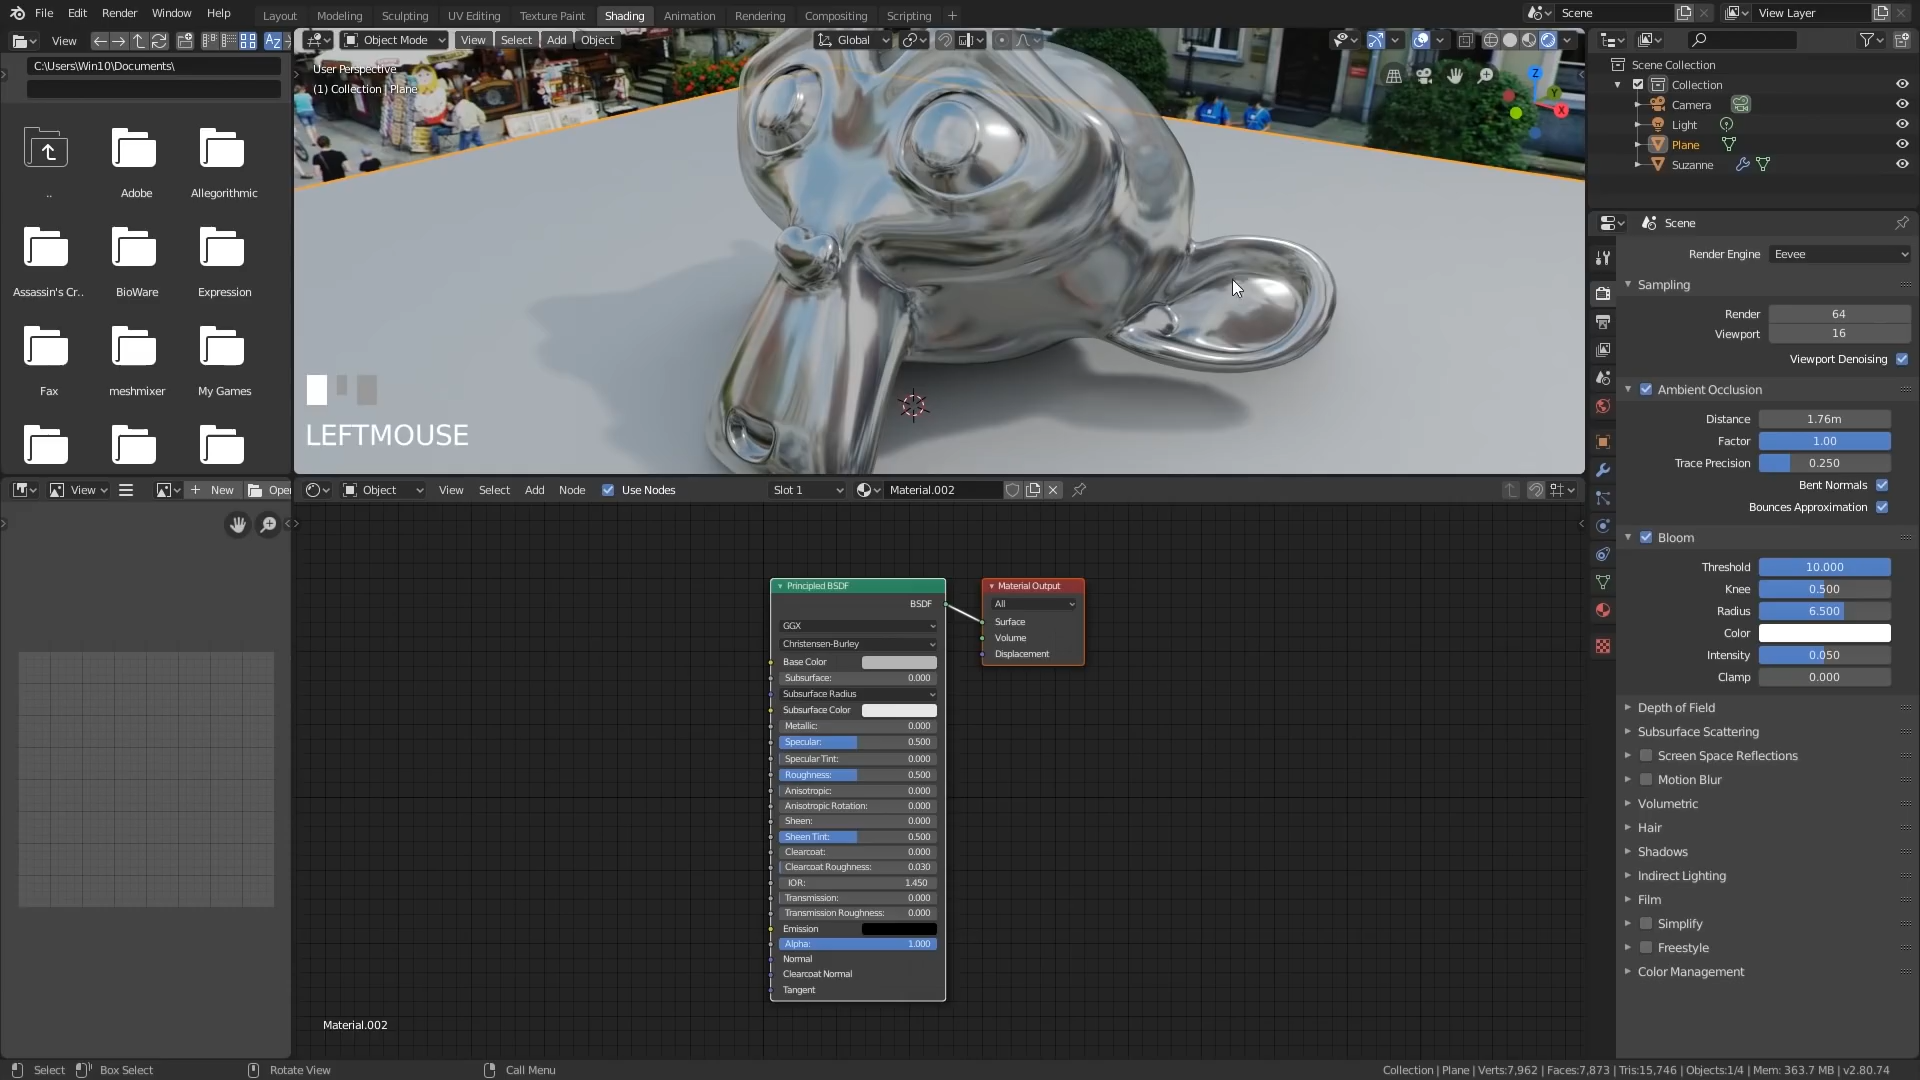 File Edit Render Window Help
Layout Modeling Sculpting UV Editing Texture Paint Shading Animation Rendering Compositing Scripting +
Scene View Layer
View
Object Mode View Select Add Object Global
C:\Users\Win10\Documents\
User Perspective
(1) Collection | Plane
Z
Y
X
..
Adobe
Allegorithmic
Assassin's Cr..
BioWare
Expression
Fax
meshmixer
My Games
LEFTMOUSE
Scene Collection
Collection
Camera
Light
Plane
Suzanne
Scene
Render Engine Eevee
Sampling
Render 64
Viewport 16
Viewport Denoising
Ambient Occlusion
Distance 1.76m
Factor 1.00
Trace Precision 0.250
Bent Normals
Bounces Approximation
Bloom
Threshold 10.000
Knee 0.500
Radius 6.500
Color
Intensity 0.050
Clamp 0.000
Depth of Field
Subsurface Scattering
Screen Space Reflections
Motion Blur
Volumetric
Hair
Shadows
Indirect Lighting
Film
Simplify
Freestyle
Color Management
View + New Ope
Object View Select Add Node Use Nodes Slot 1 Material.002
Principled BSDF
BSDF
GGX
Christensen-Burley
Base Color
Subsurface: 0.000
Subsurface Radius
Subsurface Color
Metallic: 0.000
Specular: 0.500
Specular Tint: 0.000
Roughness: 0.500
Anisotropic: 0.000
Anisotropic Rotation: 0.000
Sheen: 0.000
Sheen Tint: 0.500
Clearcoat: 0.000
Clearcoat Roughness: 0.030
IOR: 1.450
Transmission: 0.000
Transmission Roughness: 0.000
Emission
Alpha: 1.000
Normal
Clearcoat Normal
Tangent
Material Output
All
Surface
Volume
Displacement
Material.002
Select Box Select Rotate View Call Menu
Collection | Plane | Verts:7,962 | Faces:7,873 | Tris:15,746 | Objects:1/4 | Mem: 363.7 MB | v2.80.74